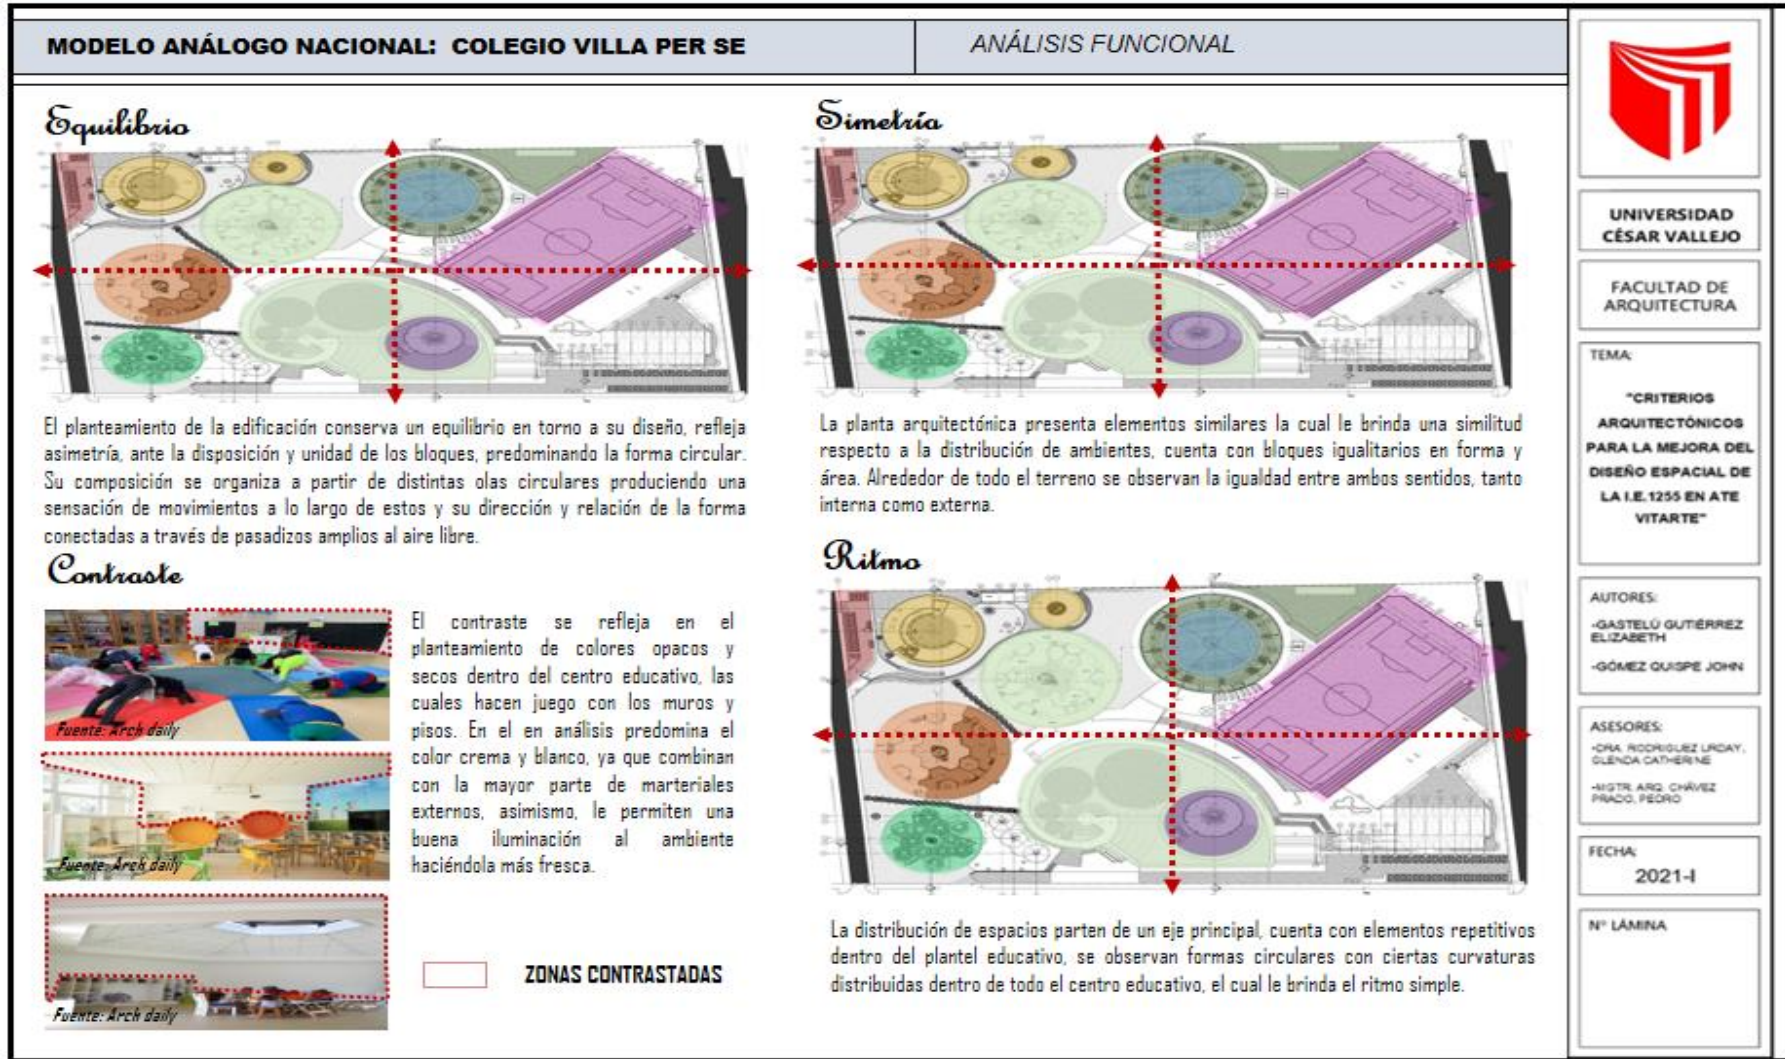 MODELO ANÁLOGO NACIONAL: COLEGIO VILLA PER SE
ANÁLISIS FUNCIONAL
Equilibrio
El planteamiento de la edificación conserva un equilibrio en torno a su diseño, refleja
asimetría, ante la disposición y unidad de los bloques, predominando la forma circular.
Su composición se organiza a partir de distintas olas circulares produciendo una
sensación de movimientos a lo largo de estos y su dirección y relación de la forma
conectadas a través de pasadizos amplios al aire libre.
Simetría
La planta arquitectónica presenta elementos similares la cual le brinda una similitud
respecto a la distribución de ambientes, cuenta con bloques igualitarios en forma y
área. Alrededor de todo el terreno se observan la igualdad entre ambos sentidos, tanto
interna como externa.
Contraste
Fuente: Arch daily
Fuente: Arch daily
Fuente: Arch daily
El contraste se refleja en el
planteamiento de colores opacos y
secos dentro del centro educativo, las
cuales hacen juego con los muros y
pisos. En el en análisis predomina el
color crema y blanco, ya que combinan
con la mayor parte de marteriales
externos, asimismo, le permiten una
buena iluminación al ambiente
haciéndola más fresca.
ZONAS CONTRASTADAS
Ritmo
La distribución de espacios parten de un eje principal, cuenta con elementos repetitivos
dentro del plantel educativo, se observan formas circulares con ciertas curvaturas
distribuidas dentro de todo el centro educativo, el cual le brinda el ritmo simple.
UNIVERSIDAD
CÉSAR VALLEJO
FACULTAD DE
ARQUITECTURA
TEMA:
"CRITERIOS
ARQUITECTÓNICOS
PARA LA MEJORA DEL
DISEÑO ESPACIAL DE
LA I.E.1255 EN ATE
VITARTE"
AUTORES:
-GASTELÚ GUTIÉRREZ
ELIZABETH
-GÓMEZ QUISPE JOHN
ASESORES:
-DRA. RODRIGUEZ URDAY,
GLENDA CATHERINE
-MGTR. ARQ. CHÁVEZ
PRADO, PEDRO
FECHA:
2021-I
N° LÁMINA